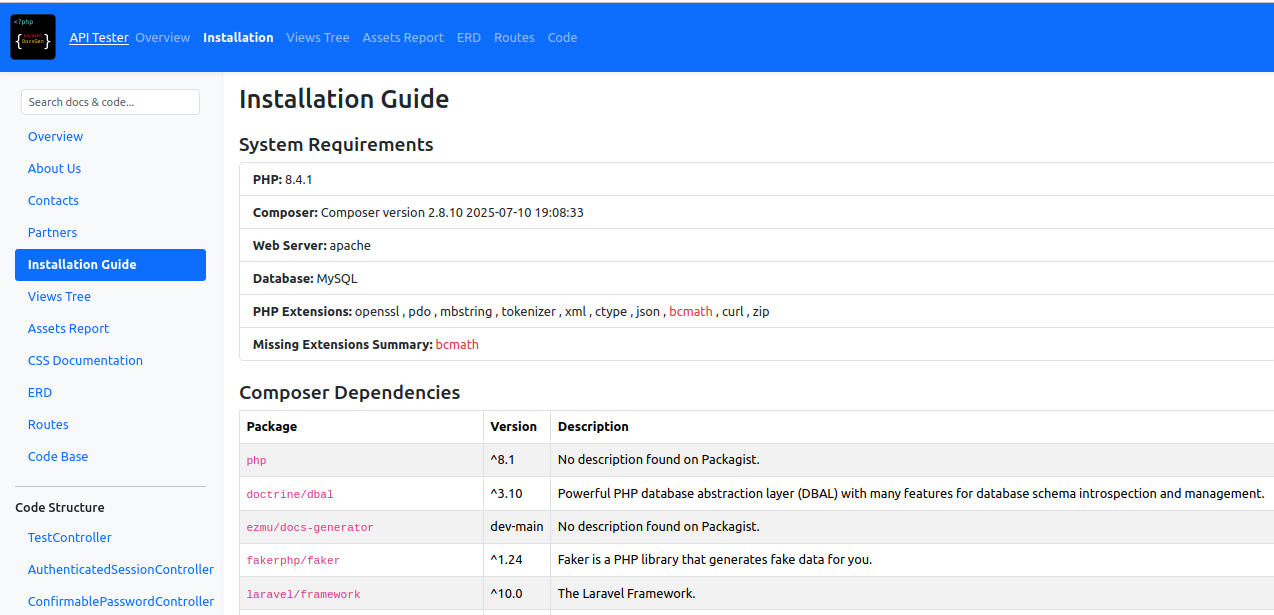 <?php
{ Laravel }
DocsGen
API Tester Overview Installation Views Tree Assets Report ERD Routes Code
Search docs & code...
Overview
About Us
Contacts
Partners
Installation Guide
Views Tree
Assets Report
CSS Documentation
ERD
Routes
Code Base
Code Structure
TestController
AuthenticatedSessionController
ConfirmablePasswordController
Installation Guide
System Requirements
PHP: 8.4.1
Composer: Composer version 2.8.10 2025-07-10 19:08:33
Web Server: apache
Database: MySQL
PHP Extensions: openssl , pdo , mbstring , tokenizer , xml , ctype , json , bcmath , curl , zip
Missing Extensions Summary: bcmath
Composer Dependencies
Package Version Description
php ^8.1 No description found on Packagist.
doctrine/dbal ^3.10 Powerful PHP database abstraction layer (DBAL) with many features for database schema introspection and management.
ezmu/docs-generator dev-main No description found on Packagist.
fakerphp/faker ^1.24 Faker is a PHP library that generates fake data for you.
laravel/framework ^10.0 The Laravel Framework.